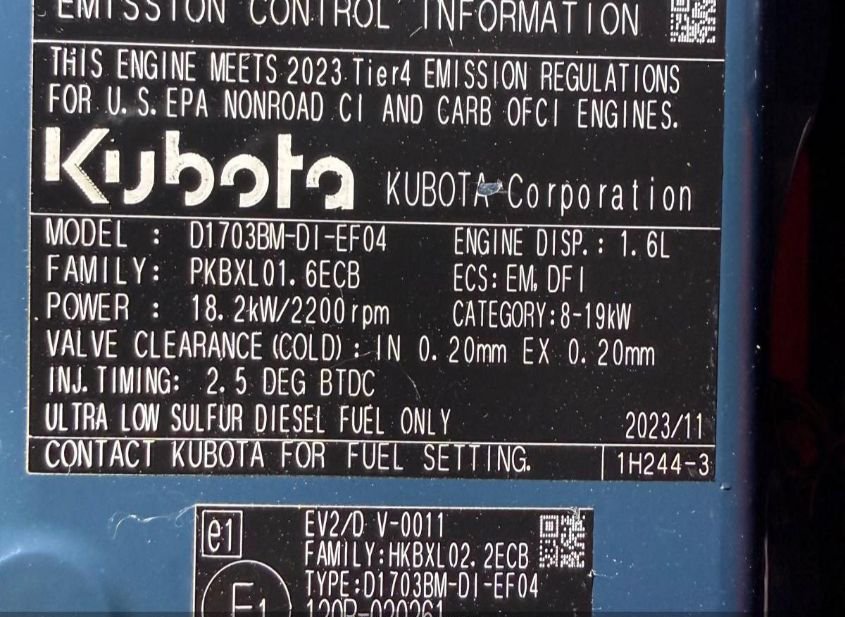 EMISSION CONTROL INFORMATION
THIS ENGINE MEETS 2023 Tier4 EMISSION REGULATIONS
FOR U.S.EPA NONROAD CI AND CARB OFCI ENGINES.
Kubota KUBOTA Corporation
MODEL : D1703BM-DI-EF04 ENGINE DISP.: 1.6L
FAMILY: PKBXL01.6ECB ECS: EM, DFI
POWER : 18.2kW/2200rpm CATEGORY:8-19kW
VALVE CLEARANCE (COLD) : IN 0.20mm EX 0.20mm
INJ.TIMING: 2.5 DEG BTDC
ULTRA LOW SULFUR DIESEL FUEL ONLY 2023/11
CONTACT KUBOTA FOR FUEL SETTING. 1H244-3
e1 EV2/D V-0011
FAMILY:HKBXL02.2ECB
TYPE:D1703BM-DI-EF04
E1 120R-020261